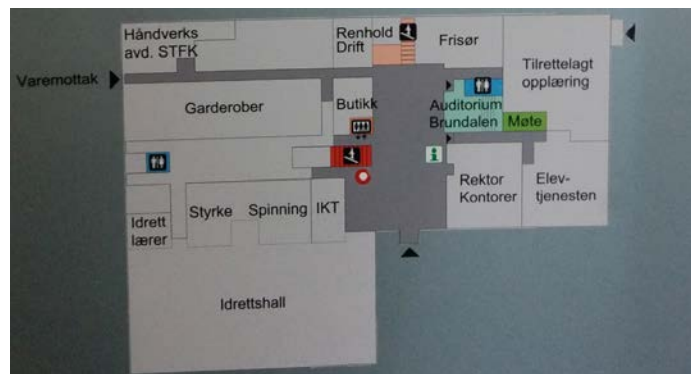 Håndverks
avd. STFK
Renhold
Drift
Frisør
Tilrettelagt
opplæring
Varemottak
Garderober
Butikk
Auditorium
Brundalen
Møte
i
Rektor
Kontorer
Elev-
tjenesten
Idrett
lærer
Styrke
Spinning
IKT
Idrettshall